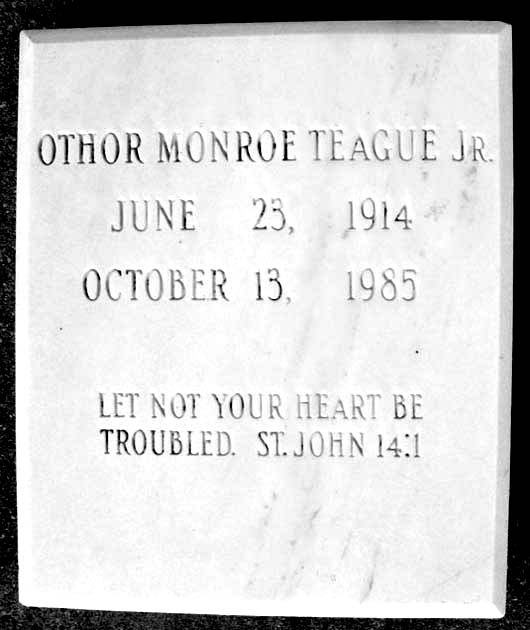 OTHOR MONROE TEAGUE JR.
JUNE 23, 1914
OCTOBER 13, 1985
LET NOT YOUR HEART BE
TROUBLED. ST. JOHN 14:1